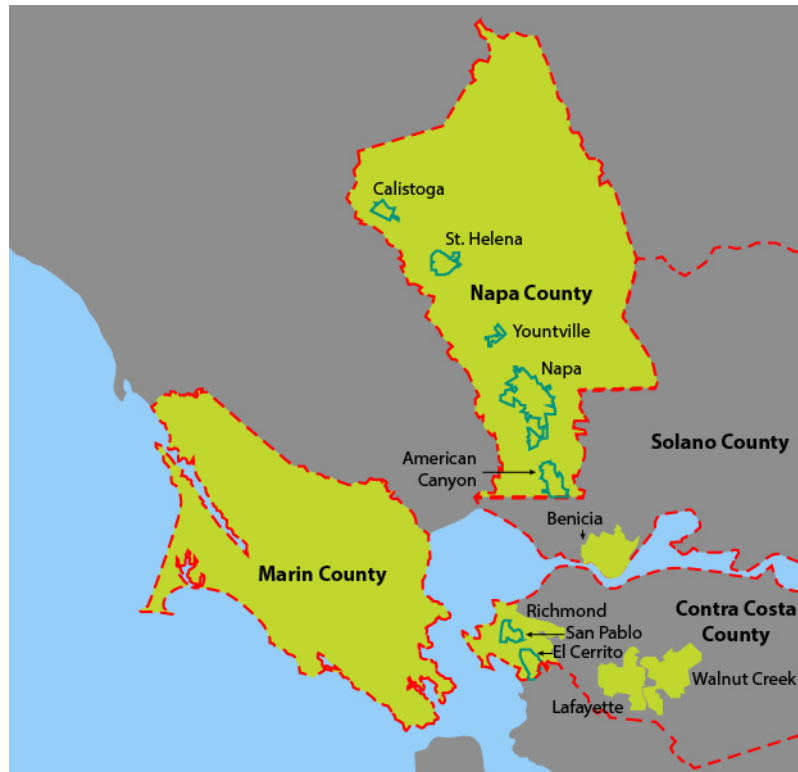 Calistoga
St. Helena
Napa County
Yountville
Napa
Solano County
American
Canyon
Benicia
Marin County
Richmond
San Pablo
El Cerrito
Contra Costa
County
Walnut Creek
Lafayette